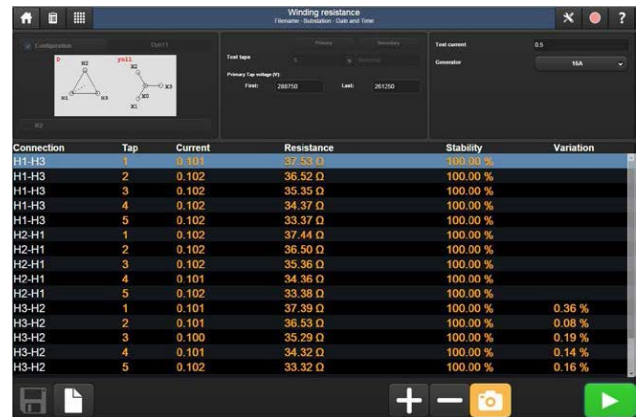 Winding resistance
Filename - Substation - Date and Time
?
Configuration Dyn11
D yn11
H2 X2
X3
H1 H3 X0
X1
H2
Primary Secondary
Test taps 5
Primary Tap voltage (V):
First: 288750 Last: 261250
Test current 0.5
Generator 16A
Connection Tap Current Resistance Stability Variation
H1-H3 1 0.101 37.53 Ω 100.00 %
H1-H3 2 0.102 36.52 Ω 100.00 %
H1-H3 3 0.102 35.35 Ω 100.00 %
H1-H3 4 0.102 34.37 Ω 100.00 %
H1-H3 5 0.102 33.37 Ω 100.00 %
H2-H1 1 0.102 37.44 Ω 100.00 %
H2-H1 2 0.102 36.50 Ω 100.00 %
H2-H1 3 0.102 35.36 Ω 100.00 %
H2-H1 4 0.101 34.36 Ω 100.00 %
H2-H1 5 0.102 33.38 Ω 100.00 %
H3-H2 1 0.101 37.39 Ω 100.00 % 0.36 %
H3-H2 2 0.101 36.53 Ω 100.00 % 0.08 %
H3-H2 3 0.100 35.29 Ω 100.00 % 0.19 %
H3-H2 4 0.101 34.32 Ω 100.00 % 0.14 %
H3-H2 5 0.102 33.32 Ω 100.00 % 0.16 %